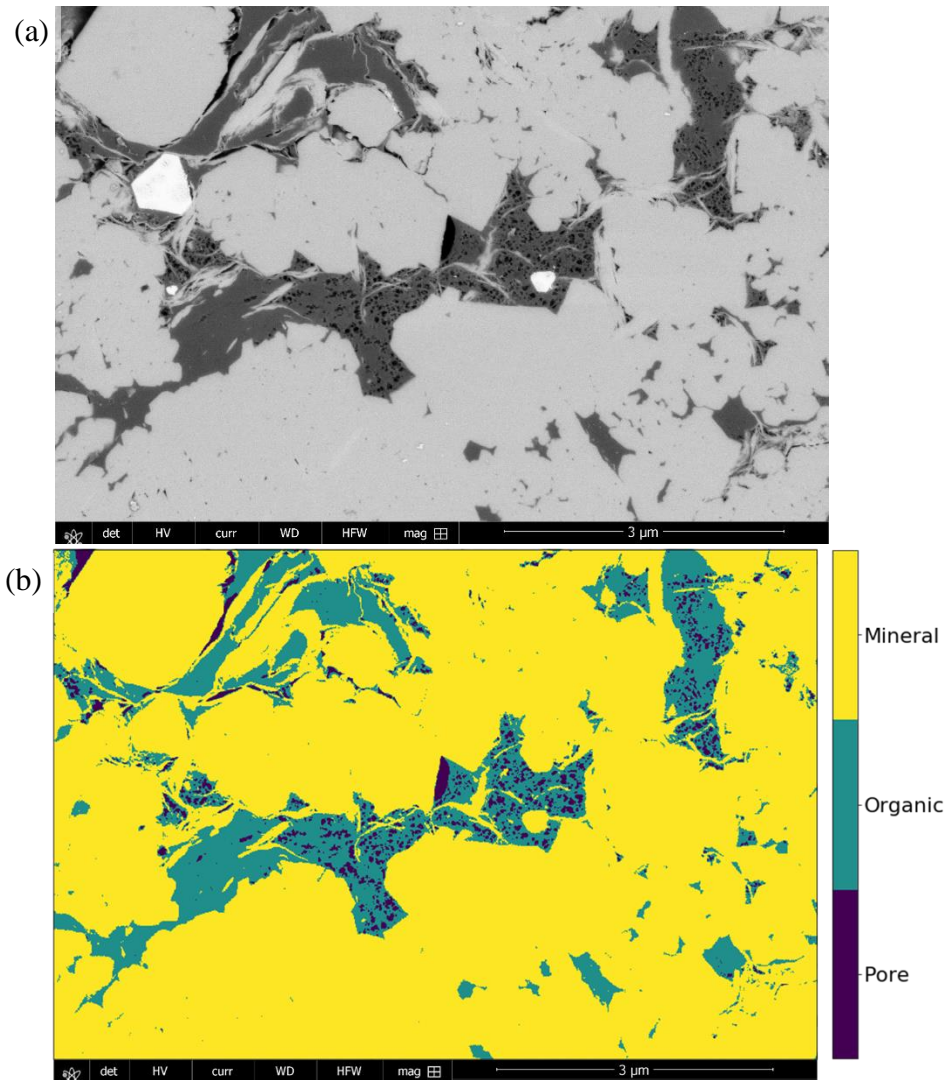 (a)
det HV curr WD HFW mag 3 µm
(b)
Mineral
Organic
Pore
det HV curr WD HFW mag 3 µm